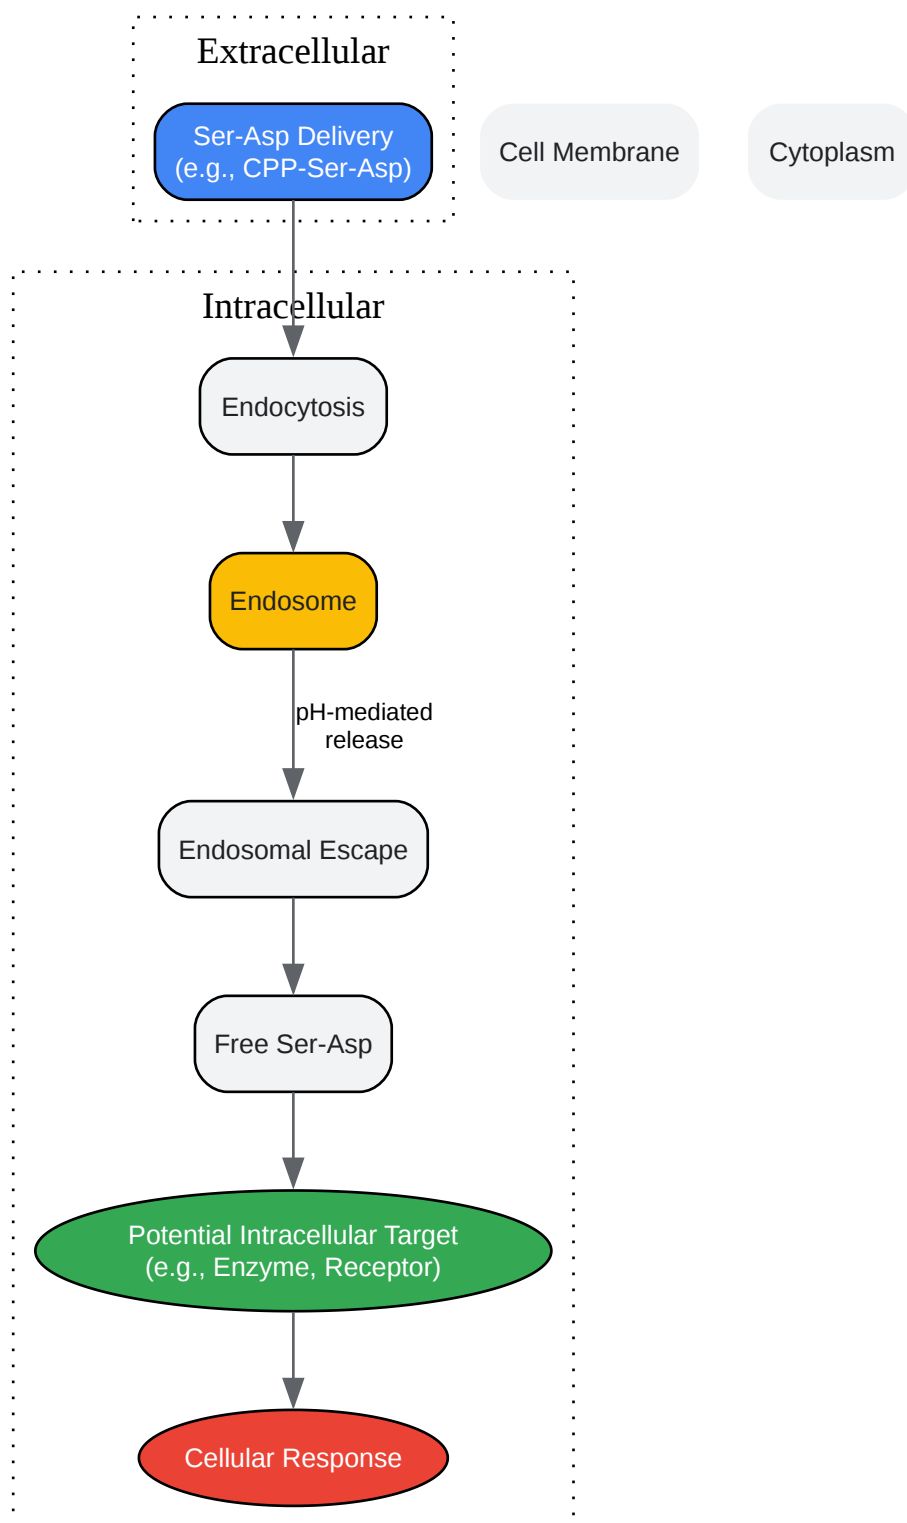 Extracellular
Ser-Asp Delivery
(e.g., CPP-Ser-Asp)
Cell Membrane
Cytoplasm
Intracellular
Endocytosis
Endosome
pH-mediated
release
Endosomal Escape
Free Ser-Asp
Potential Intracellular Target
(e.g., Enzyme, Receptor)
Cellular Response